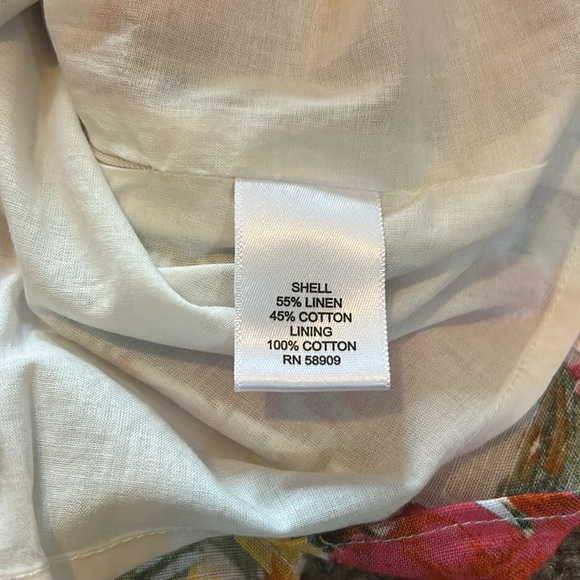 SHELL
55% LINEN
45% COTTON
LINING
100% COTTON
RN 58909